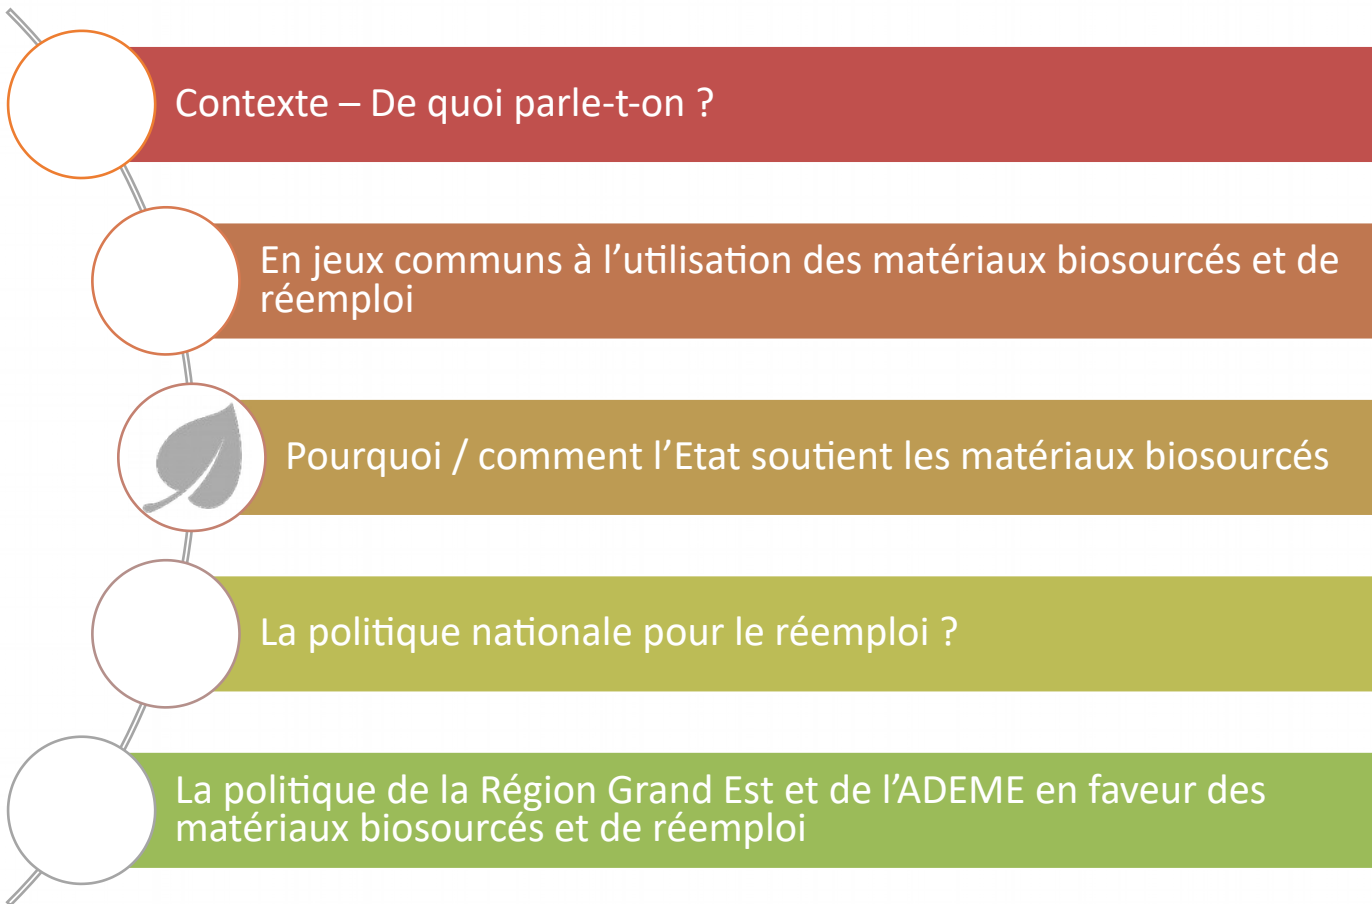 Contexte – De quoi parle-t-on ?
En jeux communs à l’utilisation des matériaux biosourcés et de
réemploi
Pourquoi / comment l’Etat soutient les matériaux biosourcés
La politique nationale pour le réemploi ?
La politique de la Région Grand Est et de l’ADEME en faveur des
matériaux biosourcés et de réemploi